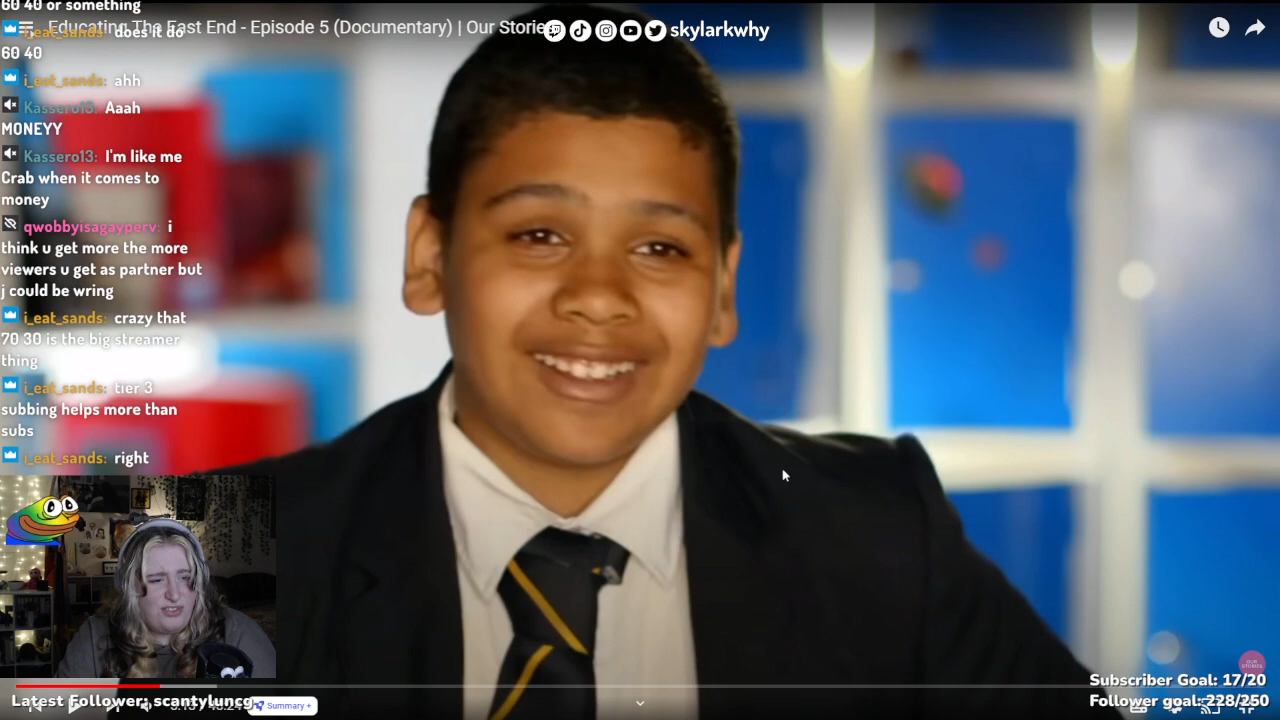 60 40 or something
Educating The East End - Episode 5 (Documentary) | Our Stories
skylarkwhy
i_eat_sands: does it do
60 40
i_eat_sands: ahh
Kassero13: Aaah
MONEYY
Kassero13: I'm like me
Crab when it comes to
money
qwobbyisagayperv: i
think u get more the more
viewers u get as partner but
j could be wring
i_eat_sands: crazy that
70 30 is the big streamer
thing
i_eat_sands: tier 3
subbing helps more than
subs
i_eat_sands: right
OUR
STORIES
Subscriber Goal: 17/20
Latest Follower: scantyluncg
Summary +
Follower goal: 228/250